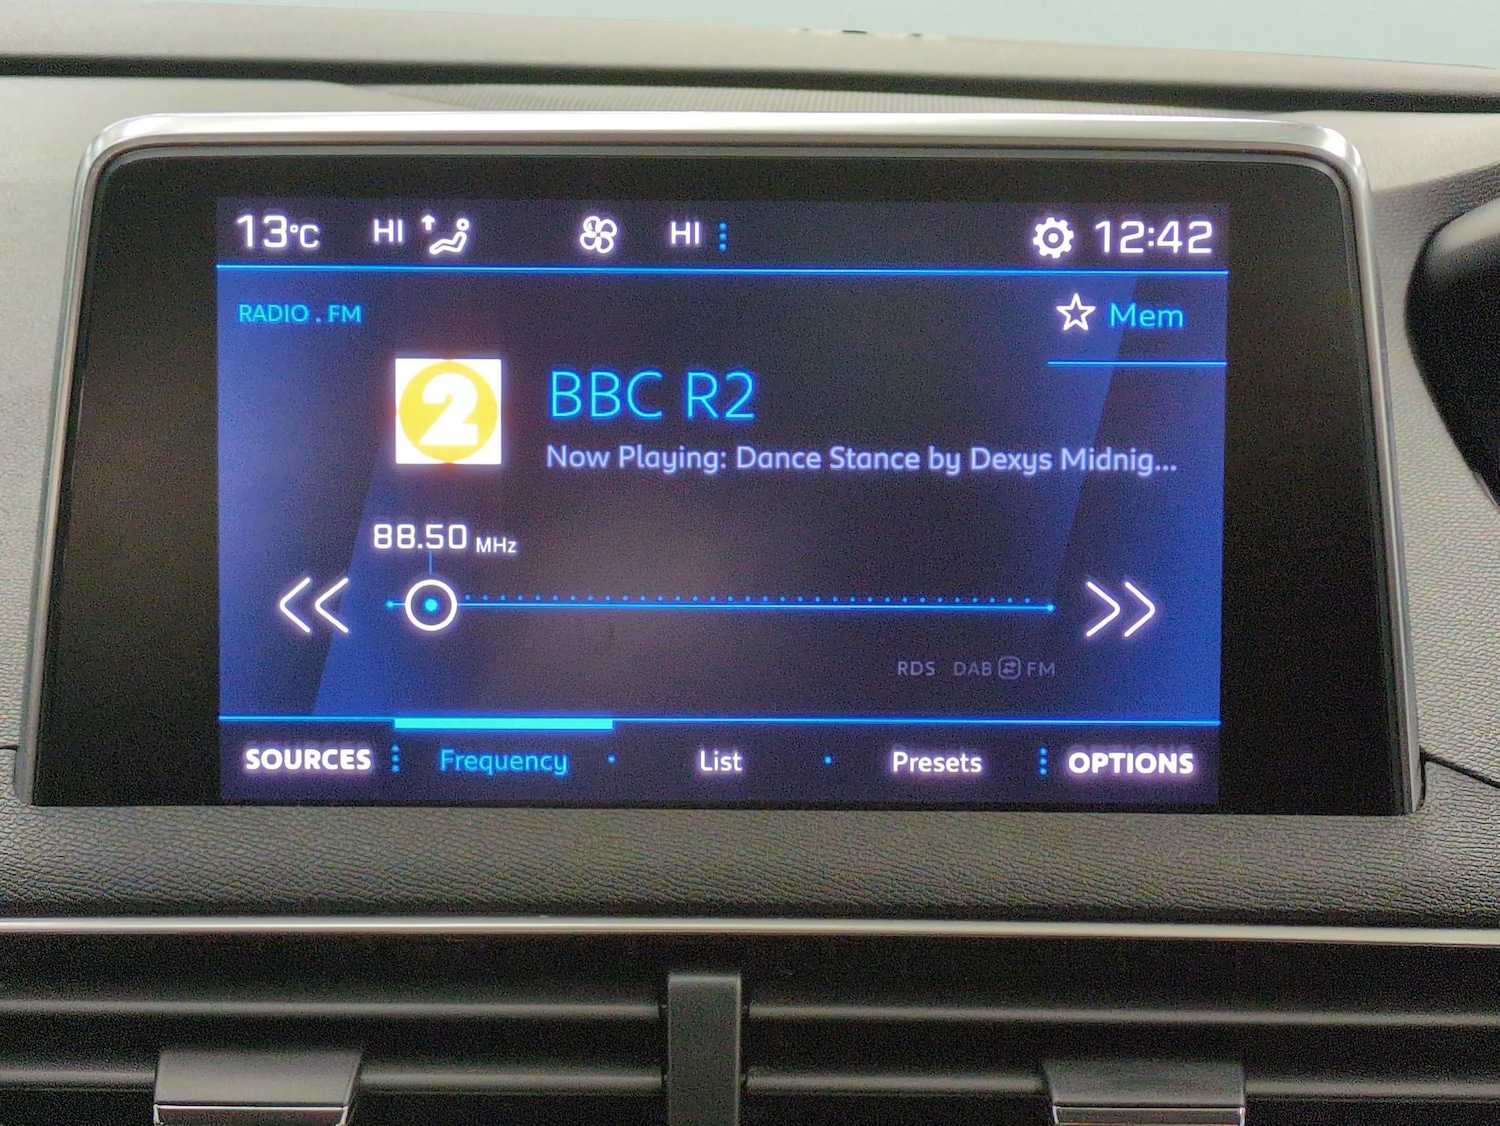 13°C HI HI 12:42
RADIO . FM
Mem
2
BBC R2
Now Playing: Dance Stance by Dexys Midnig...
88.50 MHz
RDS DAB FM
SOURCES Frequency List Presets OPTIONS